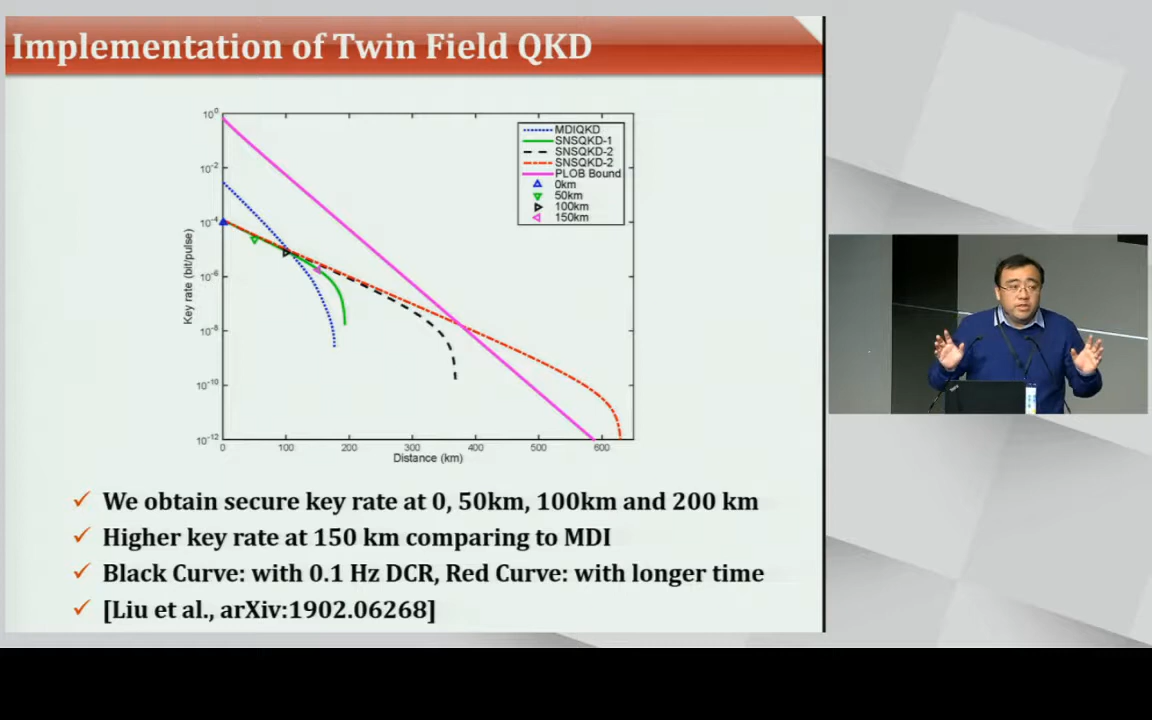 Implementation of Twin Field QKD
10^0
10^-2
10^-4
10^-6
10^-8
10^-10
10^-12
Key rate (bit/pulse)
MDIQKD
SNSQKD-1
SNSQKD-2
SNSQKD-2
PLOB Bound
0km
50km
100km
150km
0 100 200 300 400 500 600
Distance (km)
✓ We obtain secure key rate at 0, 50km, 100km and 200 km
✓ Higher key rate at 150 km comparing to MDI
✓ Black Curve: with 0.1 Hz DCR, Red Curve: with longer time
✓ [Liu et al., arXiv:1902.06268]